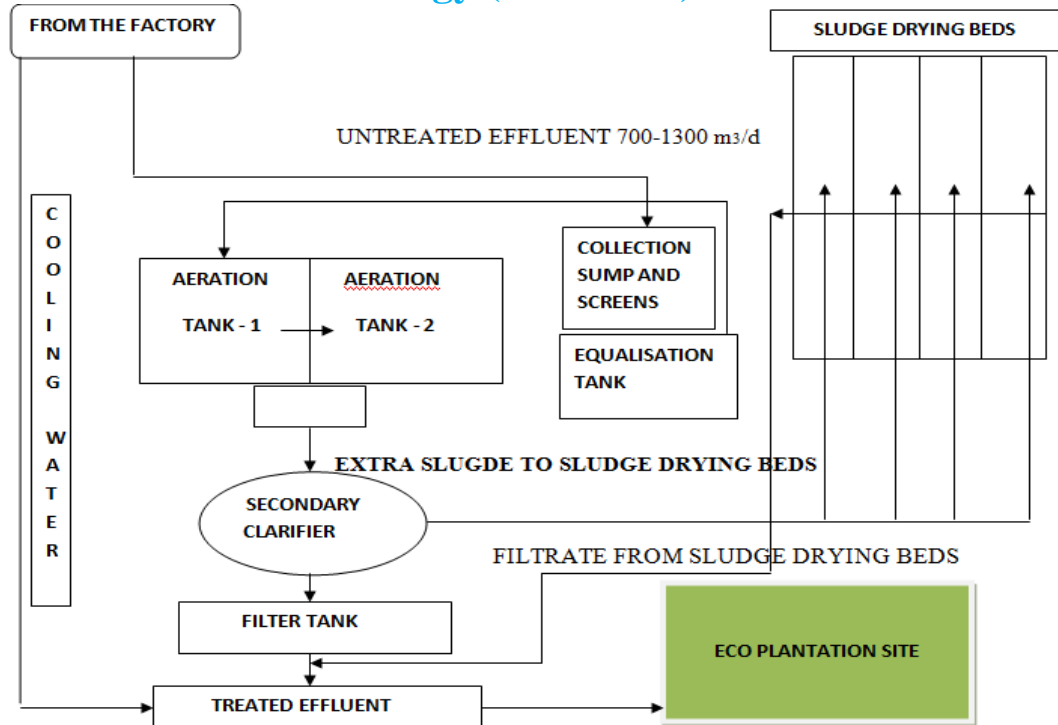 FROM THE FACTORY
SLUDGE DRYING BEDS
UNTREATED EFFLUENT 700-1300 m3/d
COOLING WATER
AERATION
TANK - 1
AERATION
TANK - 2
COLLECTION
SUMP AND
SCREENS
EQUALISATION
TANK
EXTRA SLUGDE TO SLUDGE DRYING BEDS
SECONDARY
CLARIFIER
FILTRATE FROM SLUDGE DRYING BEDS
FILTER TANK
ECO PLANTATION SITE
TREATED EFFLUENT